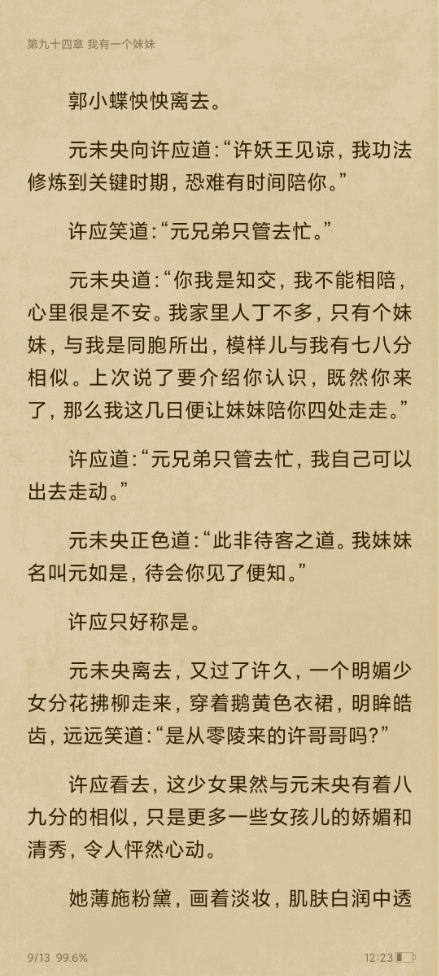 第九十四章 我有一个妹妹
郭小蝶怏怏离去。
元未央向许应道：“许妖王见谅，我功法
修炼到关键时期，恐难有时间陪你。”
许应笑道：“元兄弟只管去忙。”
元未央道：“你我是知交，我不能相陪，
心里很是不安。我家里人丁不多，只有个妹
妹，与我是同胞所出，模样儿与我有七八分
相似。上次说了要介绍你认识，既然你来
了，那么我这几日便让妹妹陪你四处走走。”
许应道：“元兄弟只管去忙，我自己可以
出去走动。”
元未央正色道：“此非待客之道。我妹妹
名叫元如是，待会你见了便知。”
许应只好称是。
元未央离去，又过了许久，一个明媚少
女分花拂柳走来，穿着鹅黄色衣裙，明眸皓
齿，远远笑道：“是从零陵来的许哥哥吗？”
许应看去，这少女果然与元未央有着八
九分的相似，只是更多一些女孩儿的娇媚和
清秀，令人怦然心动。
她薄施粉黛，画着淡妆，肌肤白润中透
9/13 99.6%
12:23